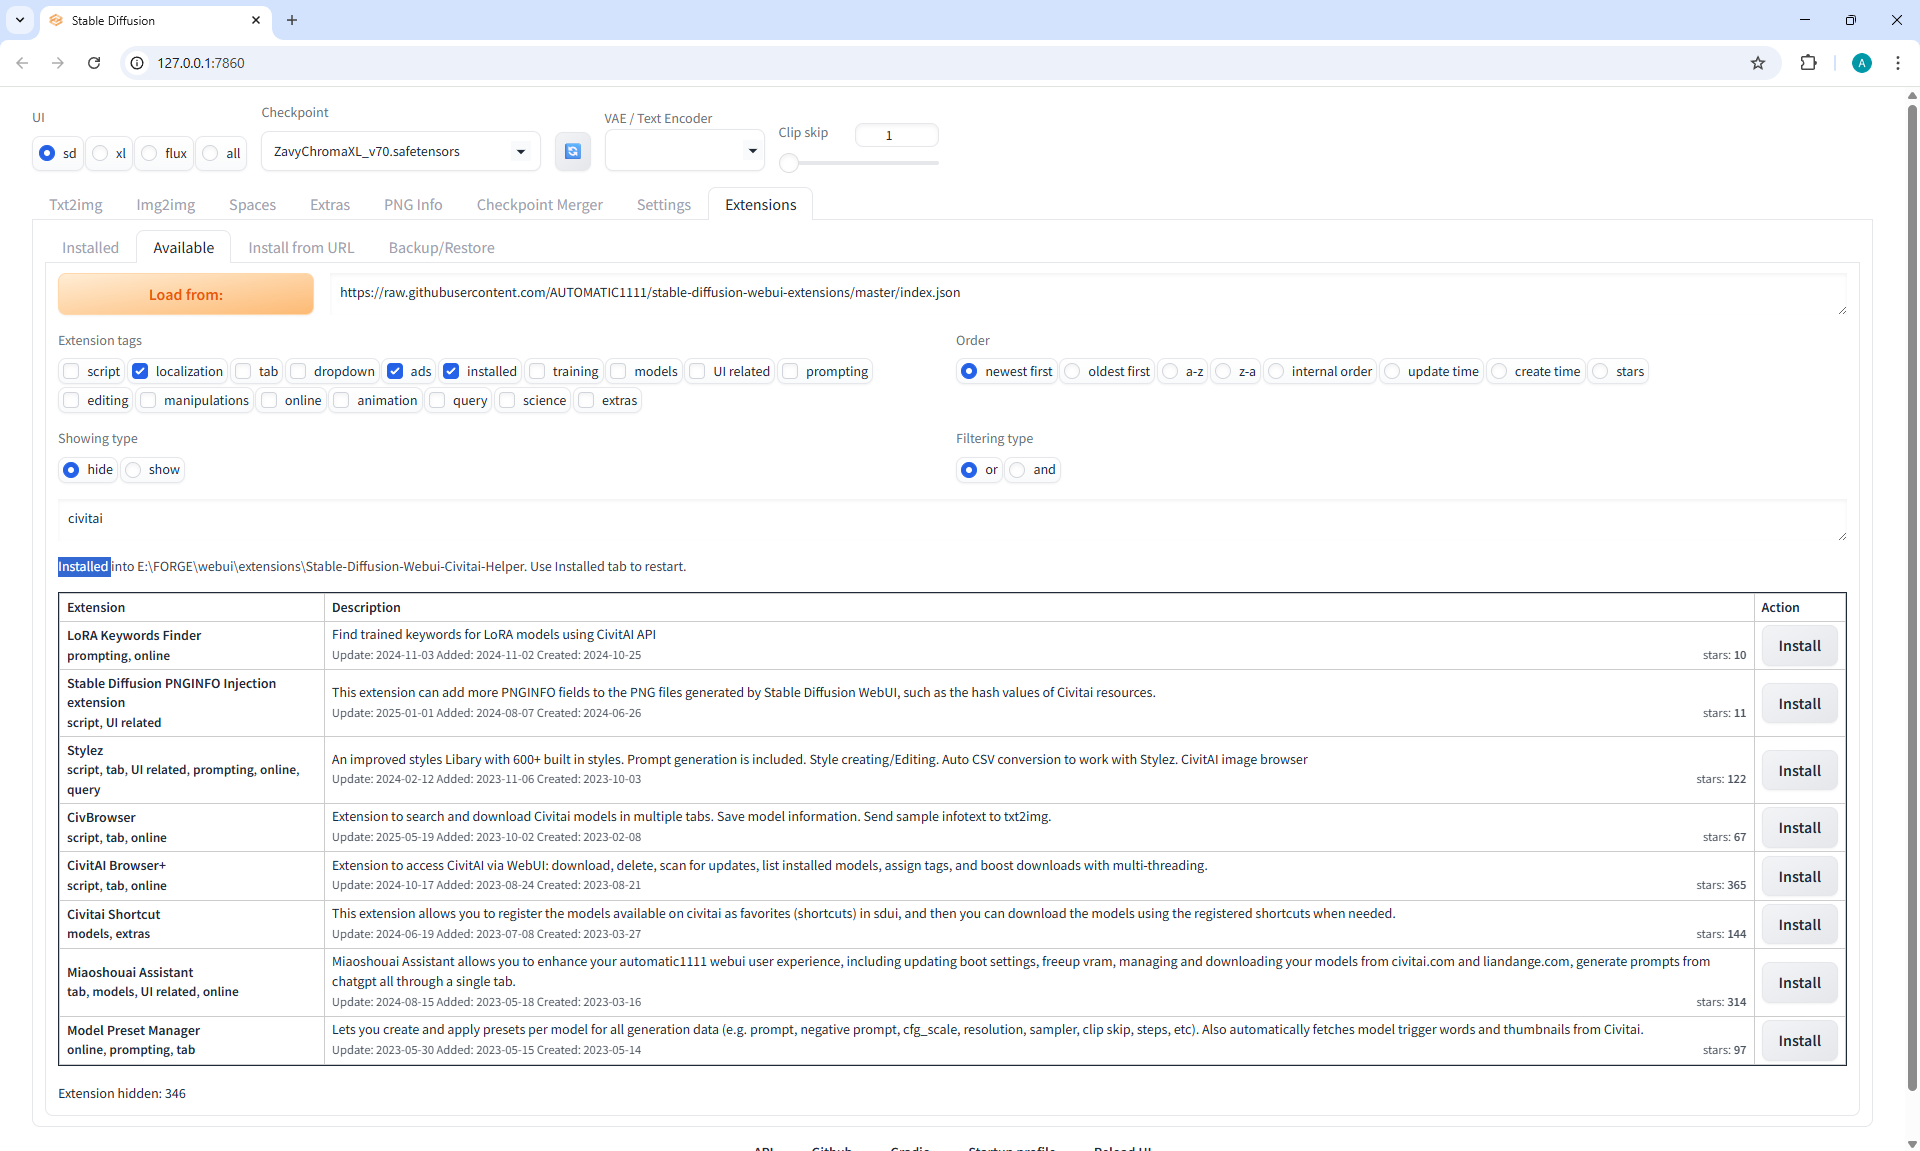 Stable Diffusion
127.0.0.1:7860
A
UI
sd
xl
flux
all
Checkpoint
ZavyChromaXL_v70.safetensors
VAE / Text Encoder
Clip skip
1
Txt2img
Img2img
Spaces
Extras
PNG Info
Checkpoint Merger
Settings
Extensions
Installed
Available
Install from URL
Backup/Restore
Load from:
https://raw.githubusercontent.com/AUTOMATIC1111/stable-diffusion-webui-extensions/master/index.json
Extension tags
script
localization
tab
dropdown
ads
installed
training
models
UI related
prompting
editing
manipulations
online
animation
query
science
extras
Order
newest first
oldest first
a-z
z-a
internal order
update time
create time
stars
Showing type
hide
show
Filtering type
or
and
civitai
Installed into E:\FORGE\webui\extensions\Stable-Diffusion-Webui-Civitai-Helper. Use Installed tab to restart.
Extension
Description
Action
LoRA Keywords Finder
prompting, online
Find trained keywords for LoRA models using CivitAI API
Update: 2024-11-03 Added: 2024-11-02 Created: 2024-10-25
stars: 10
Install
Stable Diffusion PNGINFO Injection
extension
script, UI related
This extension can add more PNGINFO fields to the PNG files generated by Stable Diffusion WebUI, such as the hash values of Civitai resources.
Update: 2025-01-01 Added: 2024-08-07 Created: 2024-06-26
stars: 11
Install
Stylez
script, tab, UI related, prompting, online,
query
An improved styles Libary with 600+ built in styles. Prompt generation is included. Style creating/Editing. Auto CSV conversion to work with Stylez. CivitAI image browser
Update: 2024-02-12 Added: 2023-11-06 Created: 2023-10-03
stars: 122
Install
CivBrowser
script, tab, online
Extension to search and download Civitai models in multiple tabs. Save model information. Send sample infotext to txt2img.
Update: 2025-05-19 Added: 2023-10-02 Created: 2023-02-08
stars: 67
Install
CivitAI Browser+
script, tab, online
Extension to access CivitAI via WebUI: download, delete, scan for updates, list installed models, assign tags, and boost downloads with multi-threading.
Update: 2024-10-17 Added: 2023-08-24 Created: 2023-08-21
stars: 365
Install
Civitai Shortcut
models, extras
This extension allows you to register the models available on civitai as favorites (shortcuts) in sdui, and then you can download the models using the registered shortcuts when needed.
Update: 2024-06-19 Added: 2023-07-08 Created: 2023-03-27
stars: 144
Install
Miaoshouai Assistant
tab, models, UI related, online
Miaoshouai Assistant allows you to enhance your automatic1111 webui user experience, including updating boot settings, freeup vram, managing and downloading your models from civitai.com and liandange.com, generate prompts from
chatgpt all through a single tab.
Update: 2024-08-15 Added: 2023-05-18 Created: 2023-03-16
stars: 314
Install
Model Preset Manager
online, prompting, tab
Lets you create and apply presets per model for all generation data (e.g. prompt, negative prompt, cfg_scale, resolution, sampler, clip skip, steps, etc). Also automatically fetches model trigger words and thumbnails from Civitai.
Update: 2023-05-30 Added: 2023-05-15 Created: 2023-05-14
stars: 97
Install
Extension hidden: 346
API
Github
Gradio
Startup profile
Reload UI